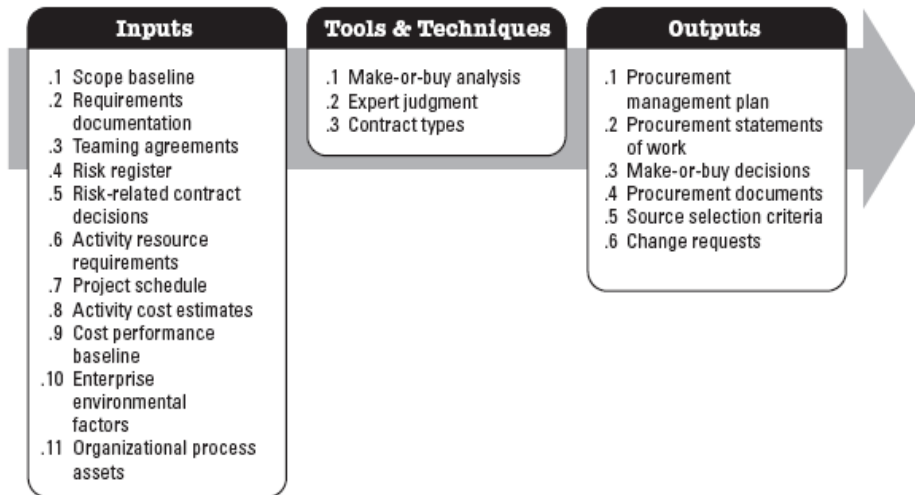 Inputs
.1 Scope baseline
.2 Requirements
documentation
.3 Teaming agreements
.4 Risk register
.5 Risk-related contract
decisions
.6 Activity resource
requirements
.7 Project schedule
.8 Activity cost estimates
.9 Cost performance
baseline
.10 Enterprise
environmental
factors
.11 Organizational process
assets
Tools & Techniques
.1 Make-or-buy analysis
.2 Expert judgment
.3 Contract types
Outputs
.1 Procurement
management plan
.2 Procurement statements
of work
.3 Make-or-buy decisions
.4 Procurement documents
.5 Source selection criteria
.6 Change requests